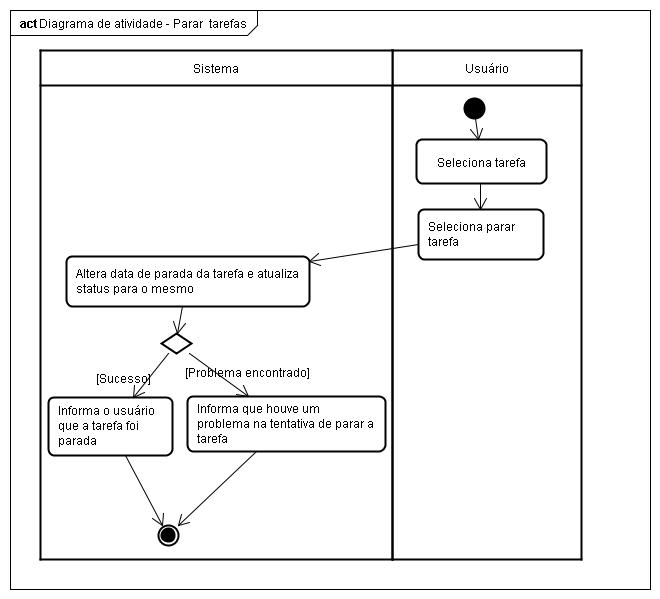 act Diagrama de atividade - Parar tarefas
Sistema
Usuário
Seleciona tarefa
Seleciona parar
tarefa
Altera data de parada da tarefa e atualiza
status para o mesmo
[Sucesso]
[Problema encontrado]
Informa o usuário
que a tarefa foi
parada
Informa que houve um
problema na tentativa de parar a
tarefa